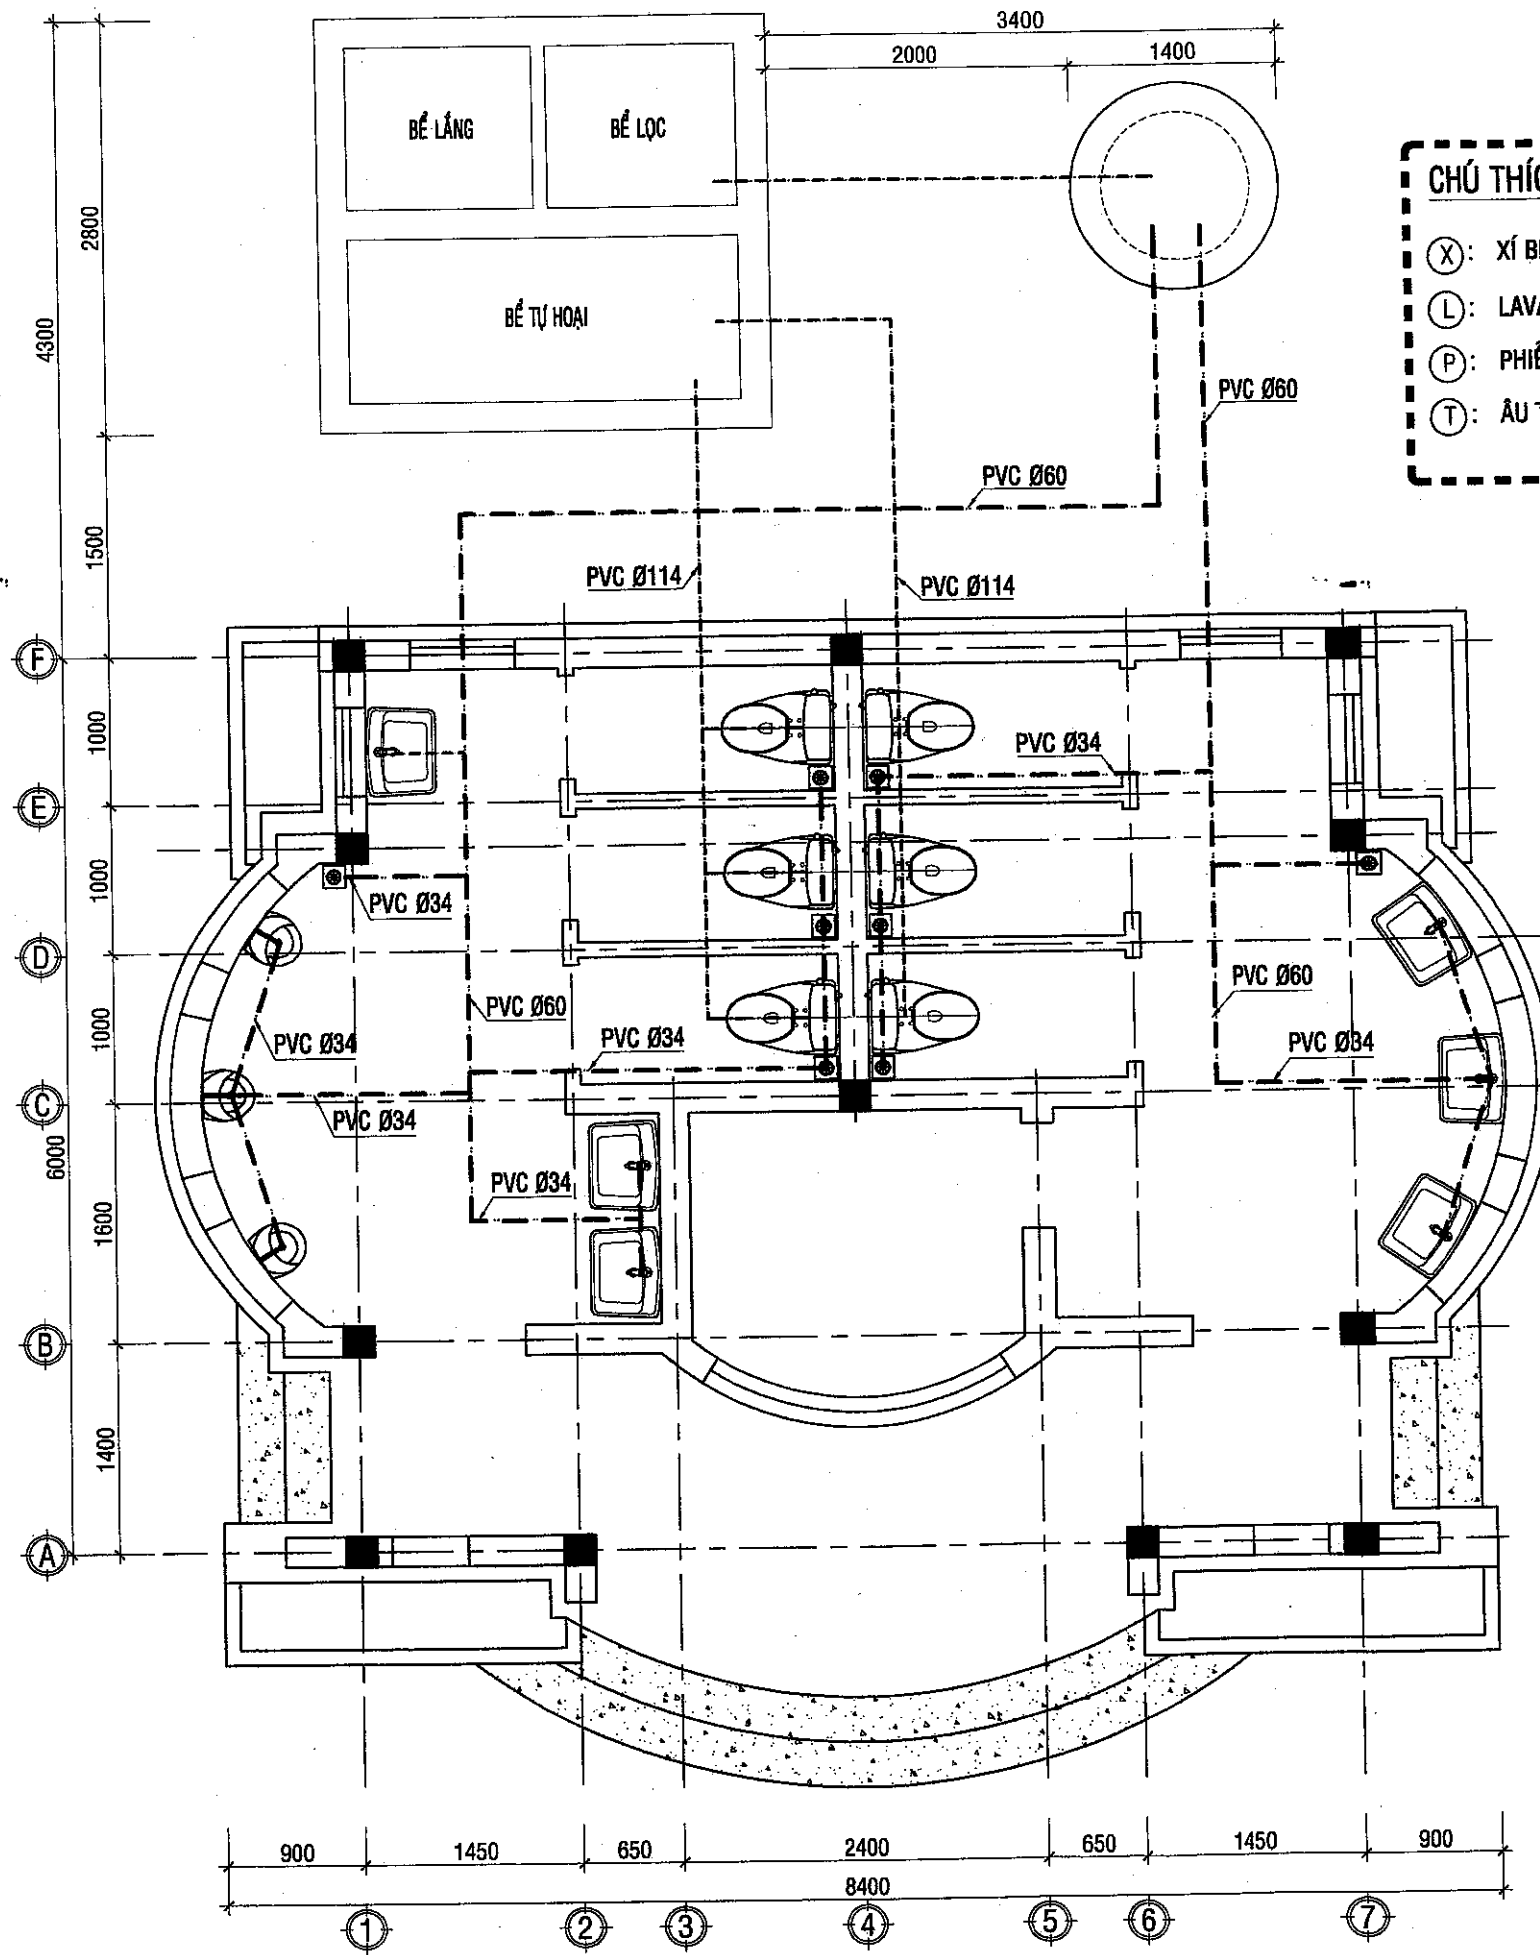 3400
2000
1400
BỂ LẮNG
BỂ LỌC
BỂ TỰ HOẠI
2800
4300
CHÚ THÍC
X : XÍ B
L : LAVA
P : PHIỄ
T : ÂU T
PVC Ø60
PVC Ø60
1500
PVC Ø114
PVC Ø114
F
1000
PVC Ø34
E
1000
PVC Ø34
D
PVC Ø60
PVC Ø60
1000
PVC Ø34
PVC Ø34
PVC Ø34
C
PVC Ø34
6000
PVC Ø34
1600
B
1400
A
900
1450
650
2400
650
1450
900
8400
1
2
3
4
5
6
7